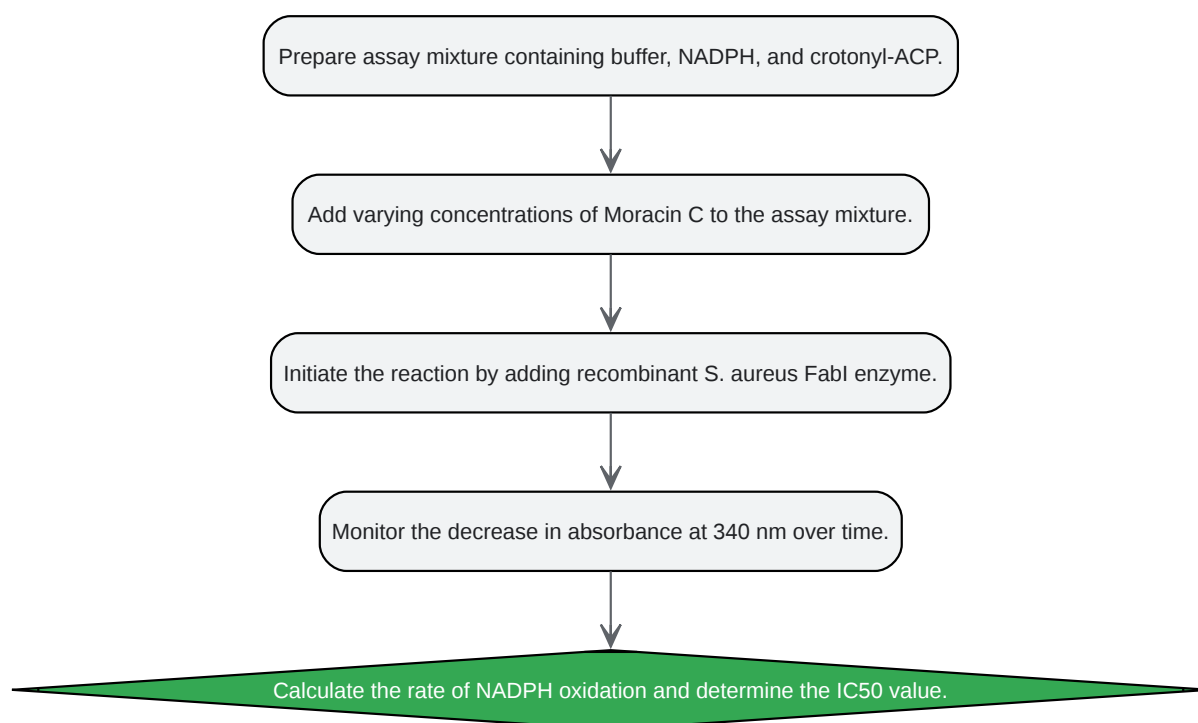 Prepare assay mixture containing buffer, NADPH, and crotonyl-ACP.
Add varying concentrations of Moracin C to the assay mixture.
Initiate the reaction by adding recombinant S. aureus FabI enzyme.
Monitor the decrease in absorbance at 340 nm over time.
Calculate the rate of NADPH oxidation and determine the IC50 value.